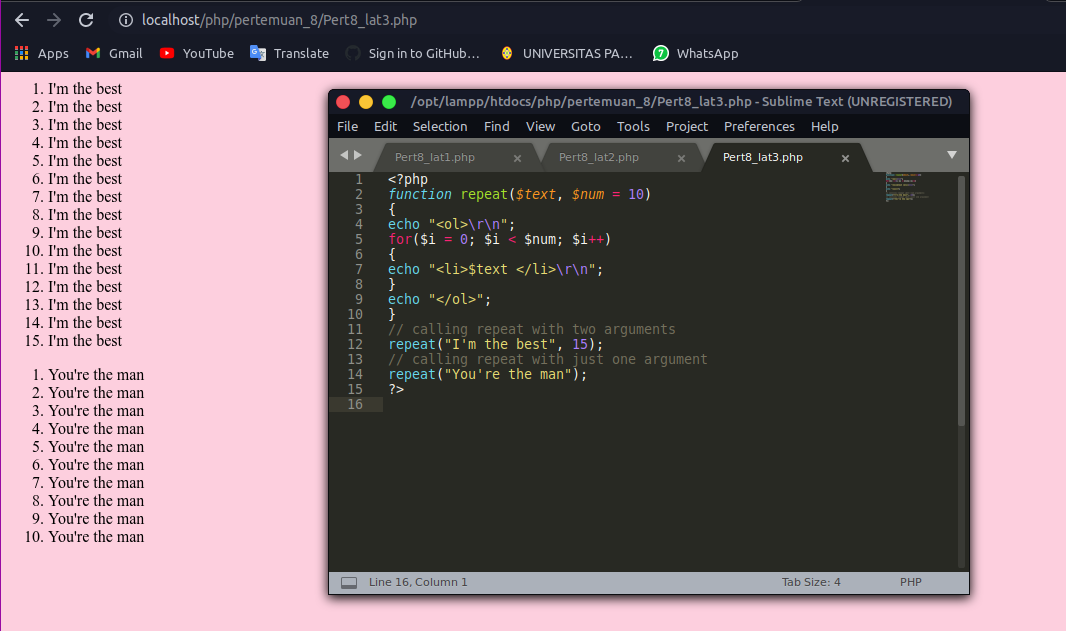 localhost/php/pertemuan_8/Pert8_lat3.php
Apps Gmail YouTube Translate Sign in to GitHub… UNIVERSITAS PA… 7 WhatsApp
1. I'm the best
2. I'm the best
3. I'm the best
4. I'm the best
5. I'm the best
6. I'm the best
7. I'm the best
8. I'm the best
9. I'm the best
10. I'm the best
11. I'm the best
12. I'm the best
13. I'm the best
14. I'm the best
15. I'm the best
1. You're the man
2. You're the man
3. You're the man
4. You're the man
5. You're the man
6. You're the man
7. You're the man
8. You're the man
9. You're the man
10. You're the man
/opt/lampp/htdocs/php/pertemuan_8/Pert8_lat3.php - Sublime Text (UNREGISTERED)
File Edit Selection Find View Goto Tools Project Preferences Help
Pert8_lat1.php × Pert8_lat2.php × Pert8_lat3.php ×
1 <?php
2 function repeat($text, $num = 10)
3 {
4 echo "<ol>\r\n";
5 for($i = 0; $i < $num; $i++)
6 {
7 echo "<li>$text </li>\r\n";
8 }
9 echo "</ol>";
10 }
11 // calling repeat with two arguments
12 repeat("I'm the best", 15);
13 // calling repeat with just one argument
14 repeat("You're the man");
15 ?>
16
Line 16, Column 1 Tab Size: 4 PHP